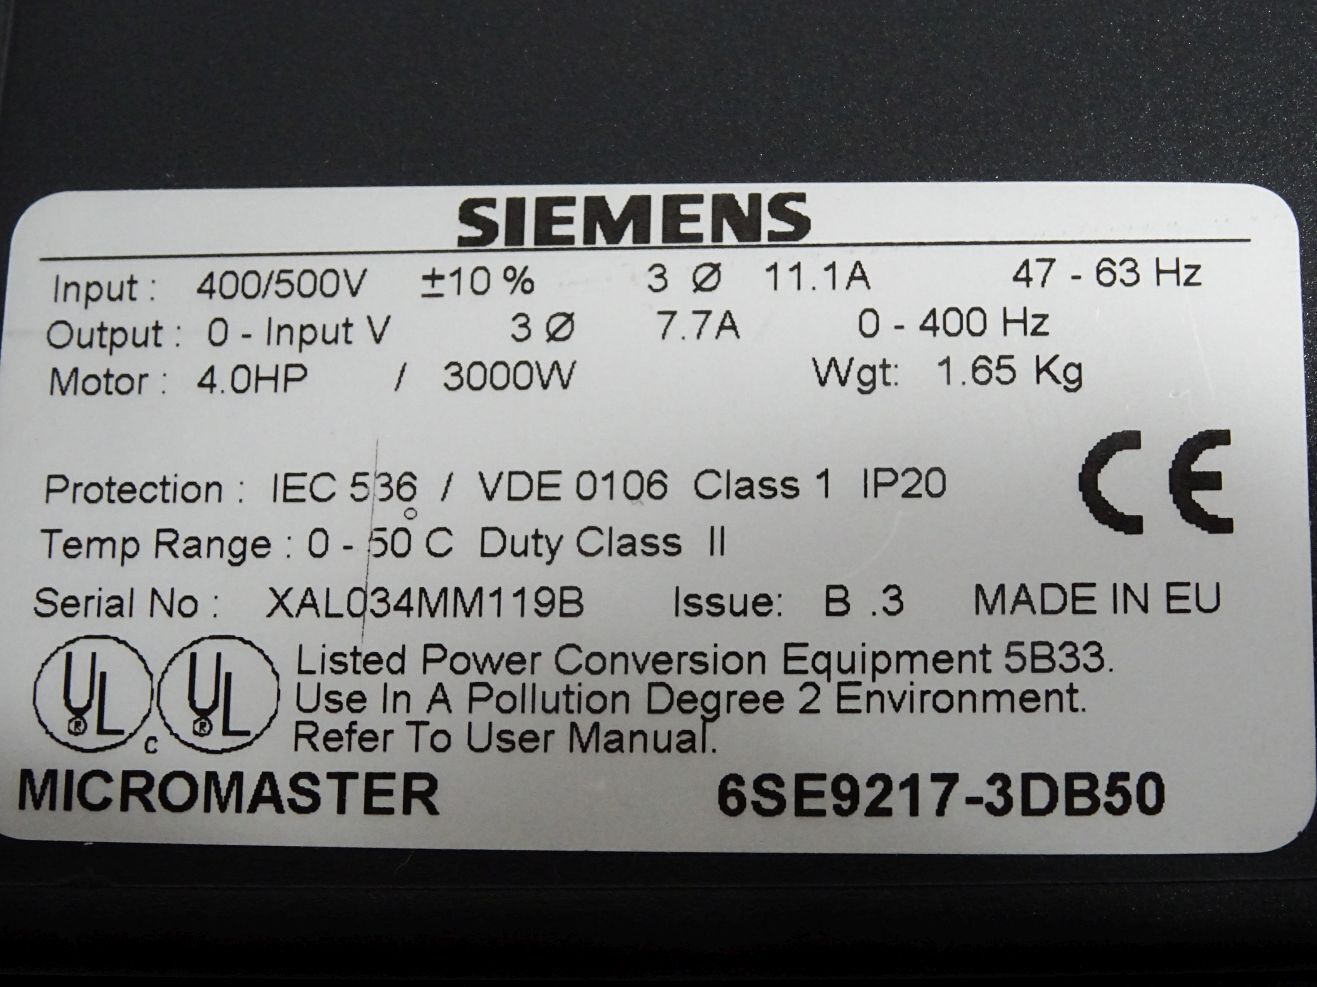 SIEMENS
Input : 400/500V ±10 % 3 Ø 11.1A 47 - 63 Hz
Output : 0 - Input V 3 Ø 7.7A 0 - 400 Hz
Motor : 4.0HP / 3000W Wgt: 1.65 Kg
Protection : IEC 536 / VDE 0106 Class 1 IP20
CE
Temp Range : 0 - 50°C Duty Class II
Serial No : XAL034MM119B Issue: B .3 MADE IN EU
UL® c UL® Listed Power Conversion Equipment 5B33.
Use In A Pollution Degree 2 Environment.
Refer To User Manual.
MICROMASTER 6SE9217-3DB50